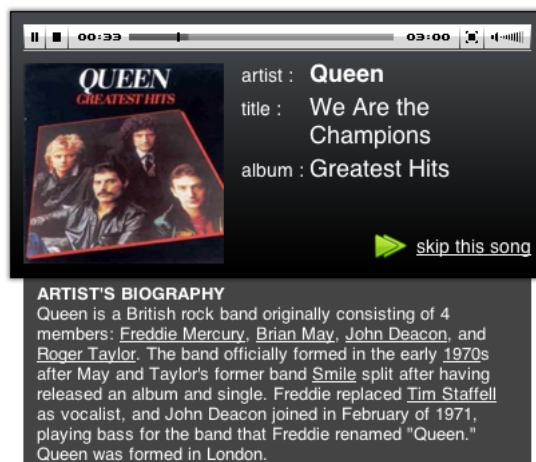 00:33
03:00
QUEEN
GREATEST HITS
artist : Queen
title : We Are the
Champions
album : Greatest Hits
skip this song
ARTIST'S BIOGRAPHY
Queen is a British rock band originally consisting of 4
members: Freddie Mercury, Brian May, John Deacon, and
Roger Taylor. The band officially formed in the early 1970s
after May and Taylor's former band Smile split after having
released an album and single. Freddie replaced Tim Staffell
as vocalist, and John Deacon joined in February of 1971,
playing bass for the band that Freddie renamed "Queen."
Queen was formed in London.